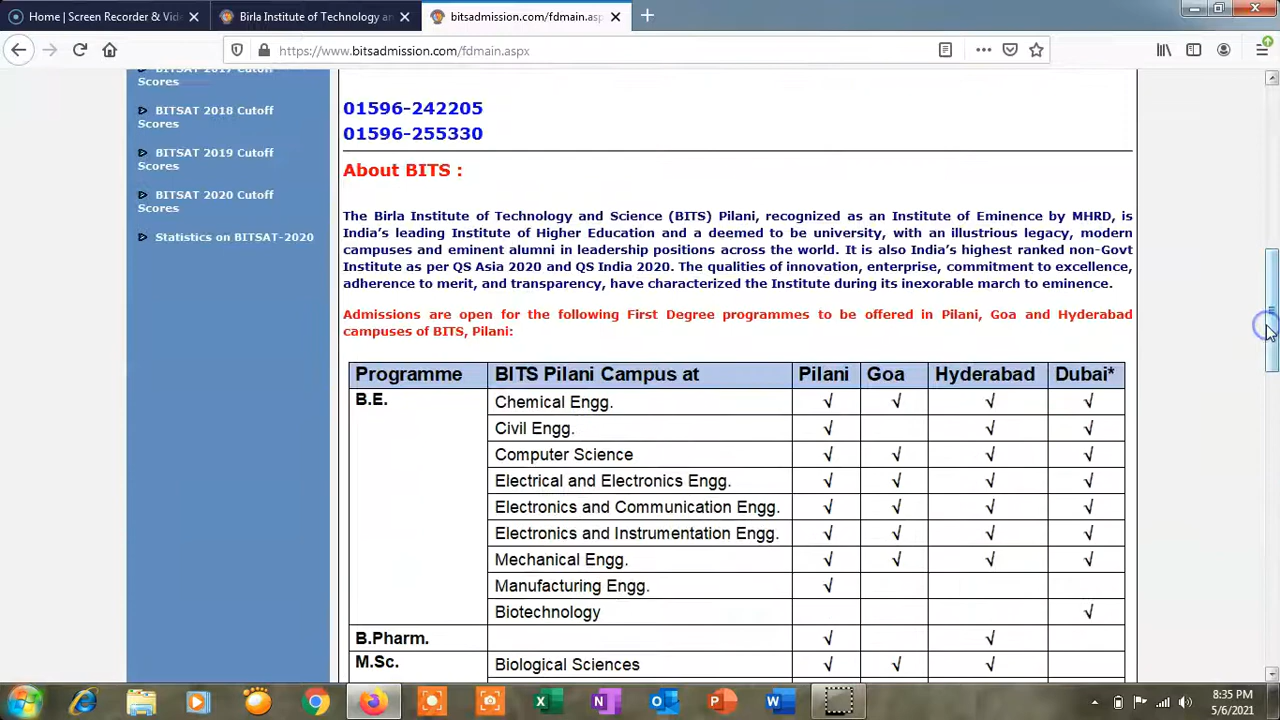 Home | Screen Recorder & Vid
Birla Institute of Technology an
bitsadmission.com/fdmain.asp
https://www.bitsadmission.com/fdmain.aspx
BITSAT 2017 Cutoff
Scores
BITSAT 2018 Cutoff
Scores
BITSAT 2019 Cutoff
Scores
BITSAT 2020 Cutoff
Scores
Statistics on BITSAT-2020
01596-242205
01596-255330
About BITS :
The Birla Institute of Technology and Science (BITS) Pilani, recognized as an Institute of Eminence by MHRD, is
India's leading Institute of Higher Education and a deemed to be university, with an illustrious legacy, modern
campuses and eminent alumni in leadership positions across the world. It is also India's highest ranked non-Govt
Institute as per QS Asia 2020 and QS India 2020. The qualities of innovation, enterprise, commitment to excellence,
adherence to merit, and transparency, have characterized the Institute during its inexorable march to eminence.
Admissions are open for the following First Degree programmes to be offered in Pilani, Goa and Hyderabad
campuses of BITS, Pilani:
Programme BITS Pilani Campus at Pilani Goa Hyderabad Dubai*
B.E. Chemical Engg. √ √ √ √
Civil Engg. √ √ √
Computer Science √ √ √ √
Electrical and Electronics Engg. √ √ √ √
Electronics and Communication Engg. √ √ √ √
Electronics and Instrumentation Engg. √ √ √ √
Mechanical Engg. √ √ √ √
Manufacturing Engg. √
Biotechnology √
B.Pharm. √ √
M.Sc. Biological Sciences √ √ √
8:35 PM
5/6/2021